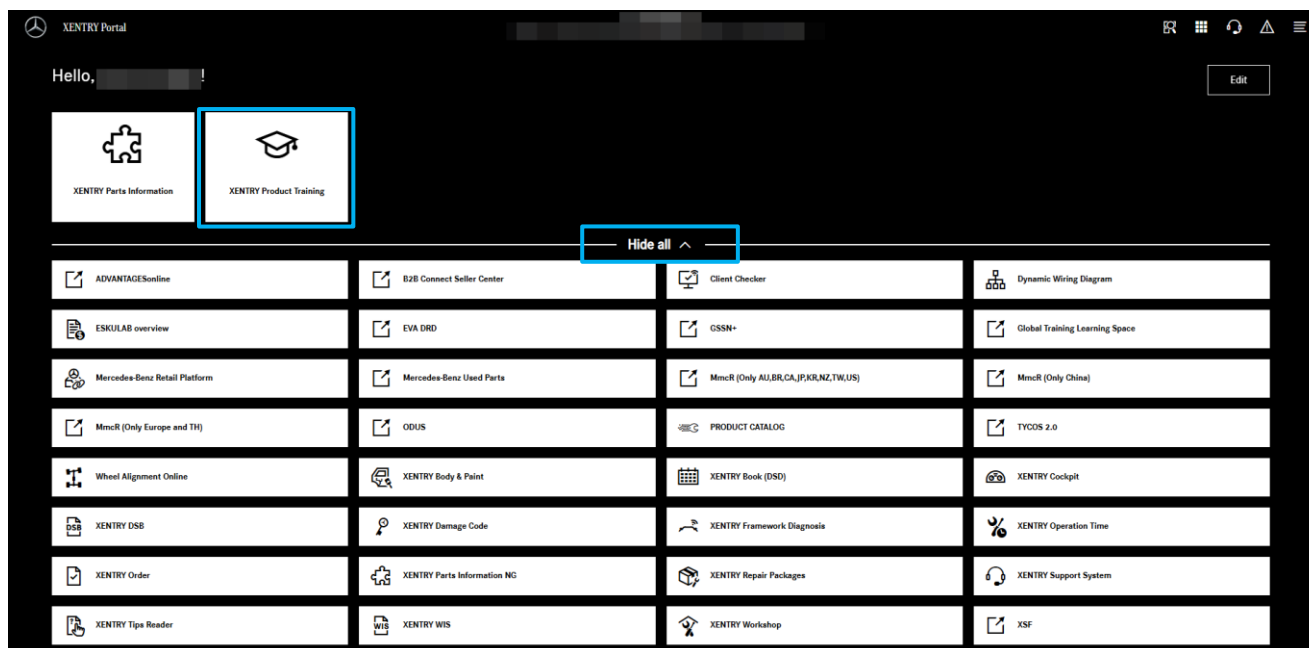 XENTRY Portal
Hello, !
Edit
XENTRY Parts Information
XENTRY Product Training
Hide all
ADVANTAGESonline
B2B Connect Seller Center
Client Checker
Dynamic Wiring Diagram
ESKULAB overview
EVA DRD
GSSN+
Global Training Learning Space
Mercedes-Benz Retail Platform
Mercedes-Benz Used Parts
MmcR (Only AU,BR,CA,JP,KR,NZ,TW,US)
MmcR (Only China)
MmcR (Only Europe and TH)
ODUS
PRODUCT CATALOG
TYCOS 2.0
Wheel Alignment Online
XENTRY Body & Paint
XENTRY Book (DSD)
XENTRY Cockpit
DSB
XENTRY DSB
XENTRY Damage Code
XENTRY Framework Diagnosis
XENTRY Operation Time
XENTRY Order
XENTRY Parts Information NG
XENTRY Repair Packages
XENTRY Support System
XENTRY Tips Reader
WIS
XENTRY WIS
XENTRY Workshop
XSF